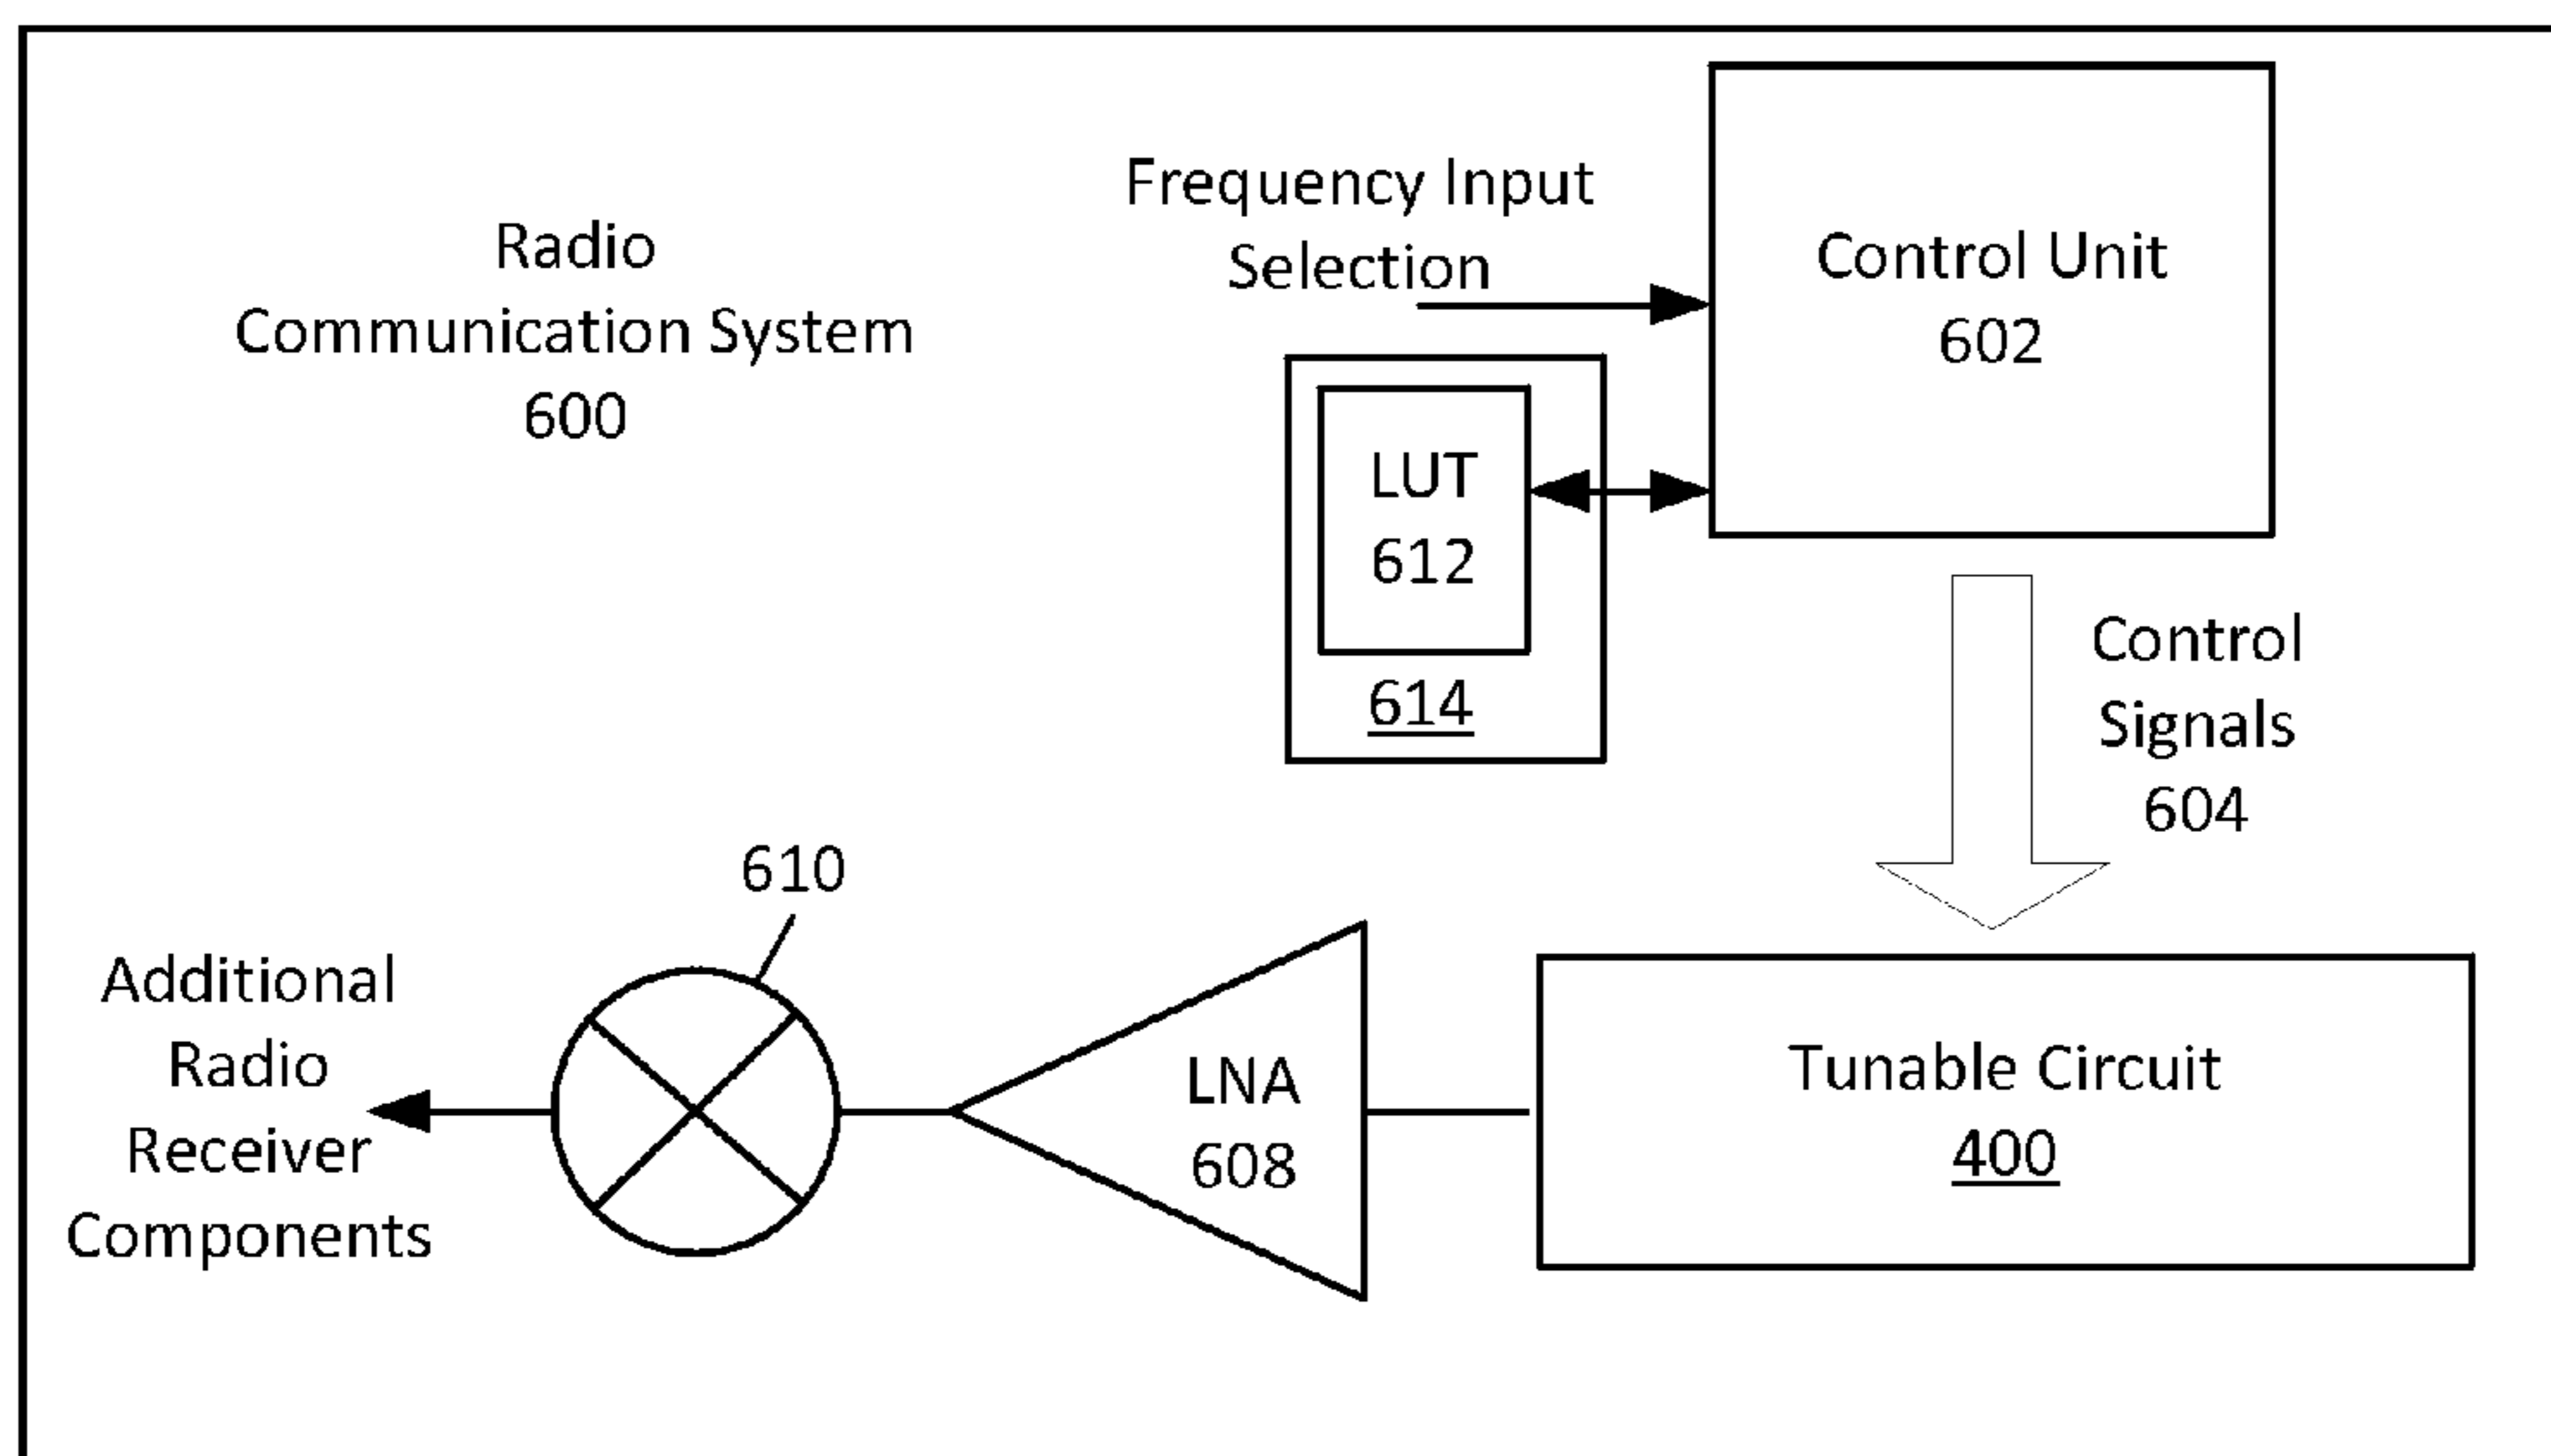 Radio
Communication System
600
Frequency Input
Selection
Control Unit
602
LUT
612
614
Control
Signals
604
610
Additional
Radio
Receiver
Components
LNA
608
Tunable Circuit
400